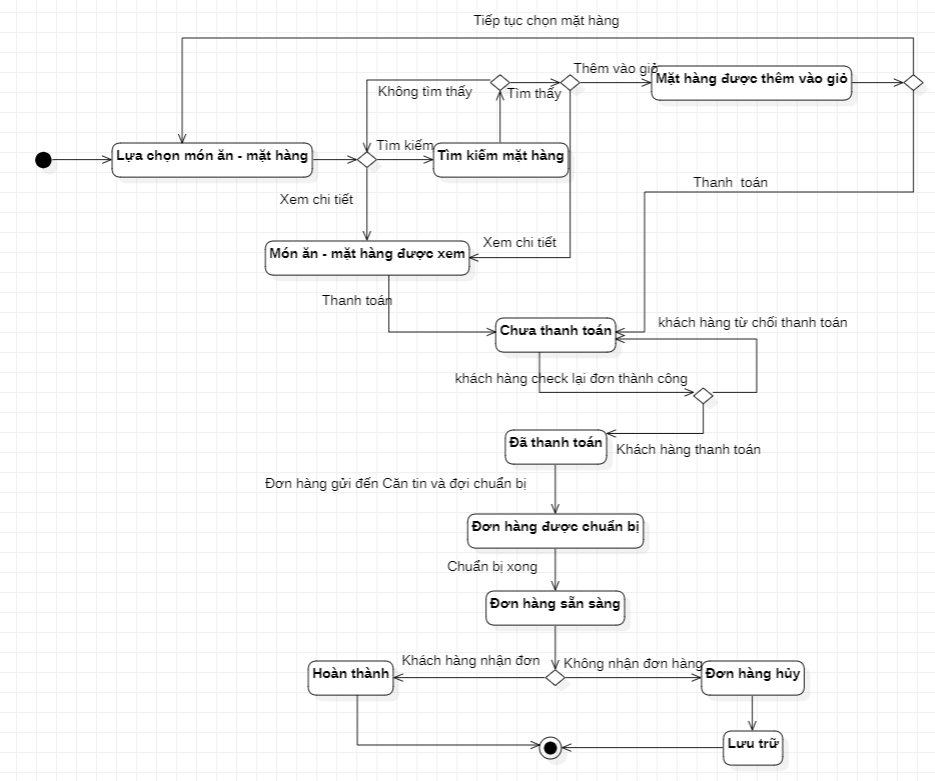 Tiếp tục chọn mặt hàng
Thêm vào giỏ
Mặt hàng được thêm vào giỏ
Không tìm thấy
Tìm thấy
Tìm kiếm
Lựa chọn món ăn - mặt hàng
Tìm kiếm mặt hàng
Thanh toán
Xem chi tiết
Xem chi tiết
Món ăn - mặt hàng được xem
Thanh toán
khách hàng từ chối thanh toán
Chưa thanh toán
khách hàng check lại đơn thành công
Đã thanh toán
Khách hàng thanh toán
Đơn hàng gửi đến Căn tin và đợi chuẩn bị
Đơn hàng được chuẩn bị
Chuẩn bị xong
Đơn hàng sẵn sàng
Khách hàng nhận đơn
Không nhận đơn hàng
Hoàn thành
Đơn hàng hủy
Lưu trữ